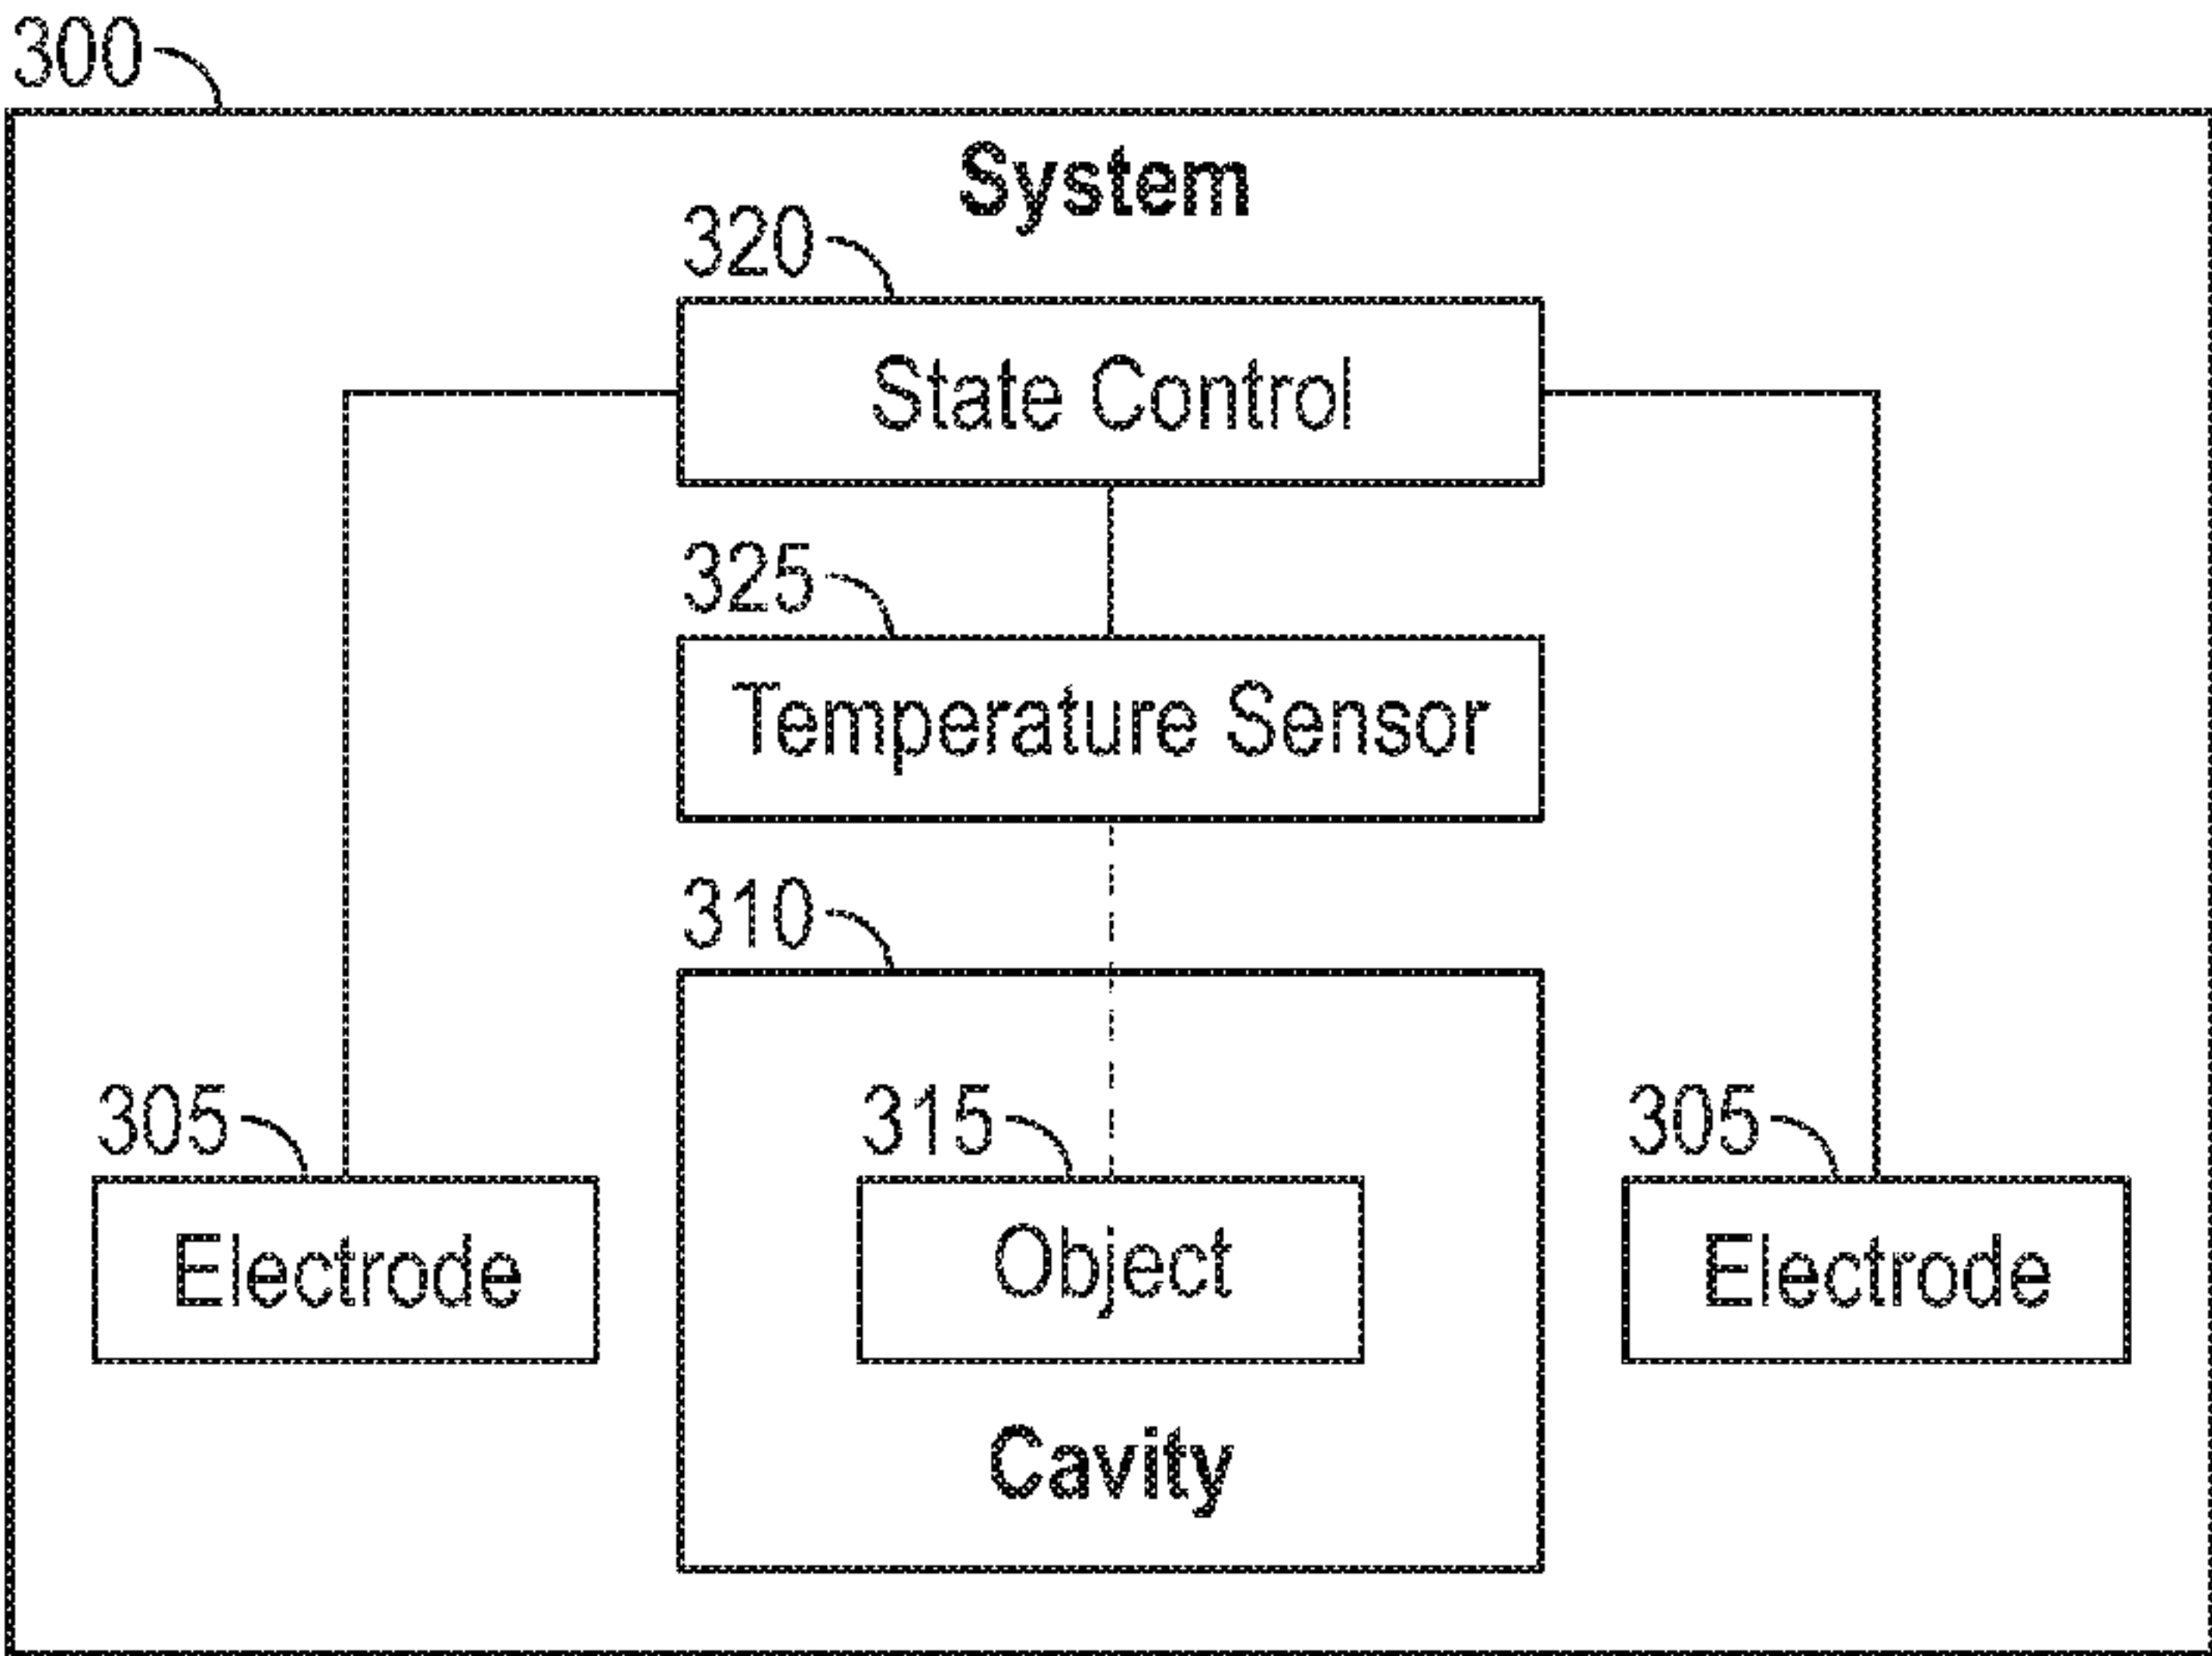 300
System
320
State Control
325
Temperature Sensor
310
305
315
305
Electrode
Object
Electrode
Cavity